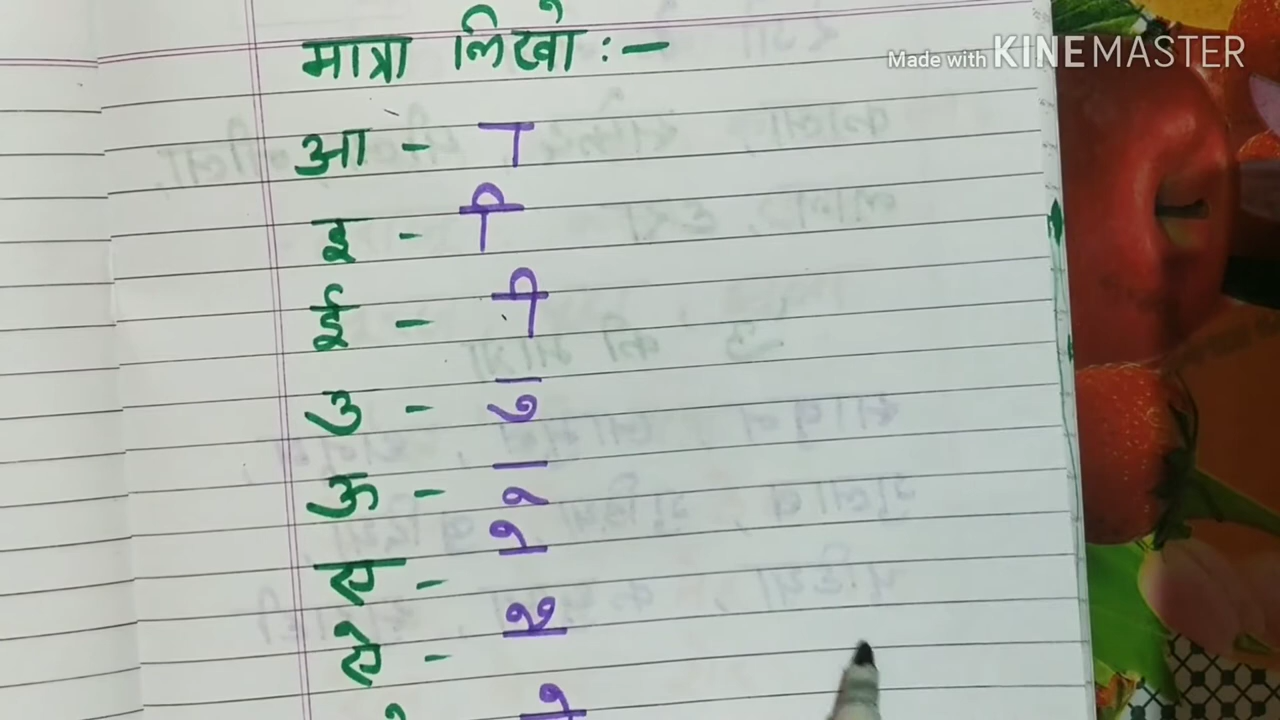 Made with KINEMASTER
मात्रा लिखो :-
आ - ा
इ - ि
ई - ी
उ - ु
ऊ - ू
ए - े
ऐ - ै